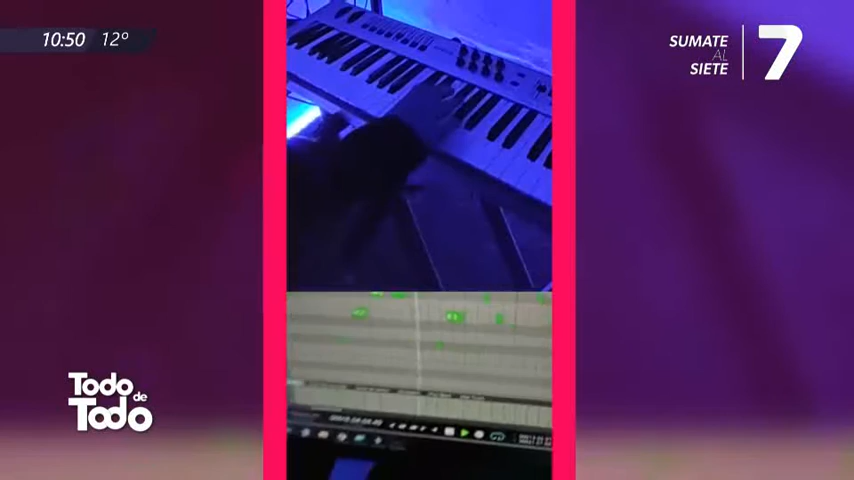 10:50 12°
SUMATE
AL
SIETE
7
Todo
de
Todo